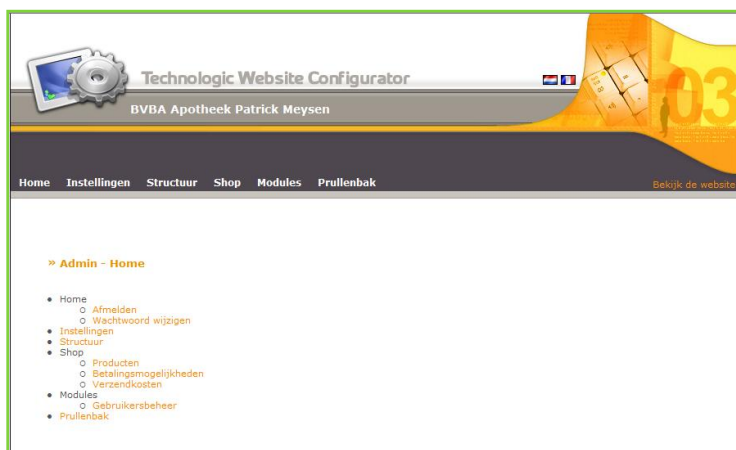 Technologic Website Configurator
BVBA Apotheek Patrick Meysen
03
Home Instellingen Structuur Shop Modules Prullenbak
Bekijk de website
» Admin - Home
Home
Afmelden
Wachtwoord wijzigen
Instellingen
Structuur
Shop
Producten
Betalingsmogelijkheden
Verzendkosten
Modules
Gebruikersbeheer
Prullenbak